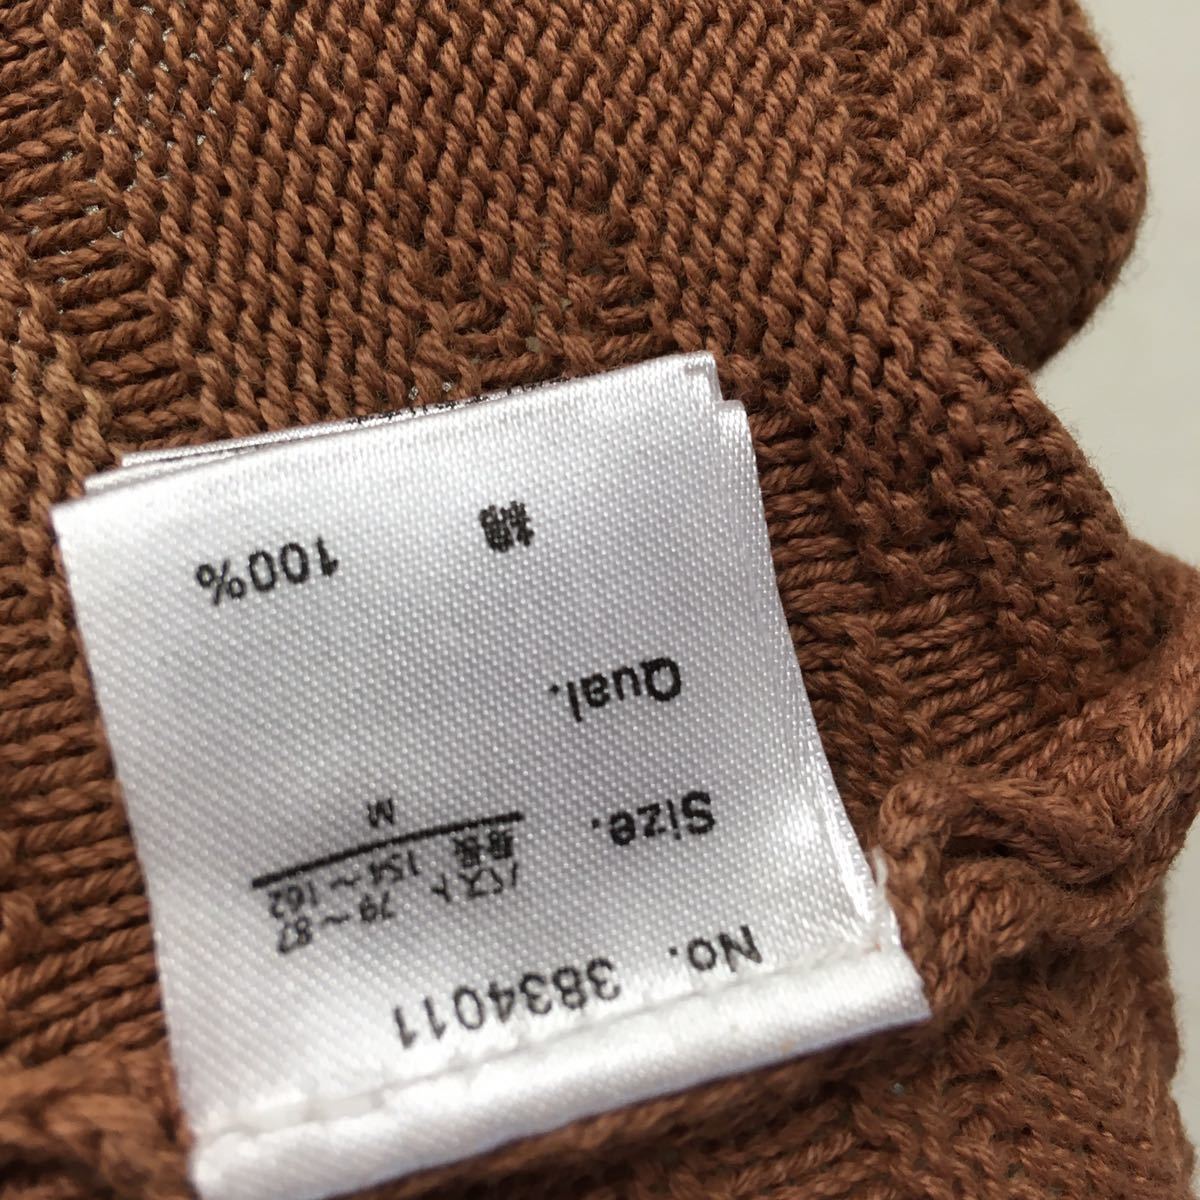 No. 3834011
バスト 79～87
身長 154～162
Size.
M
Qual.
綿 100%